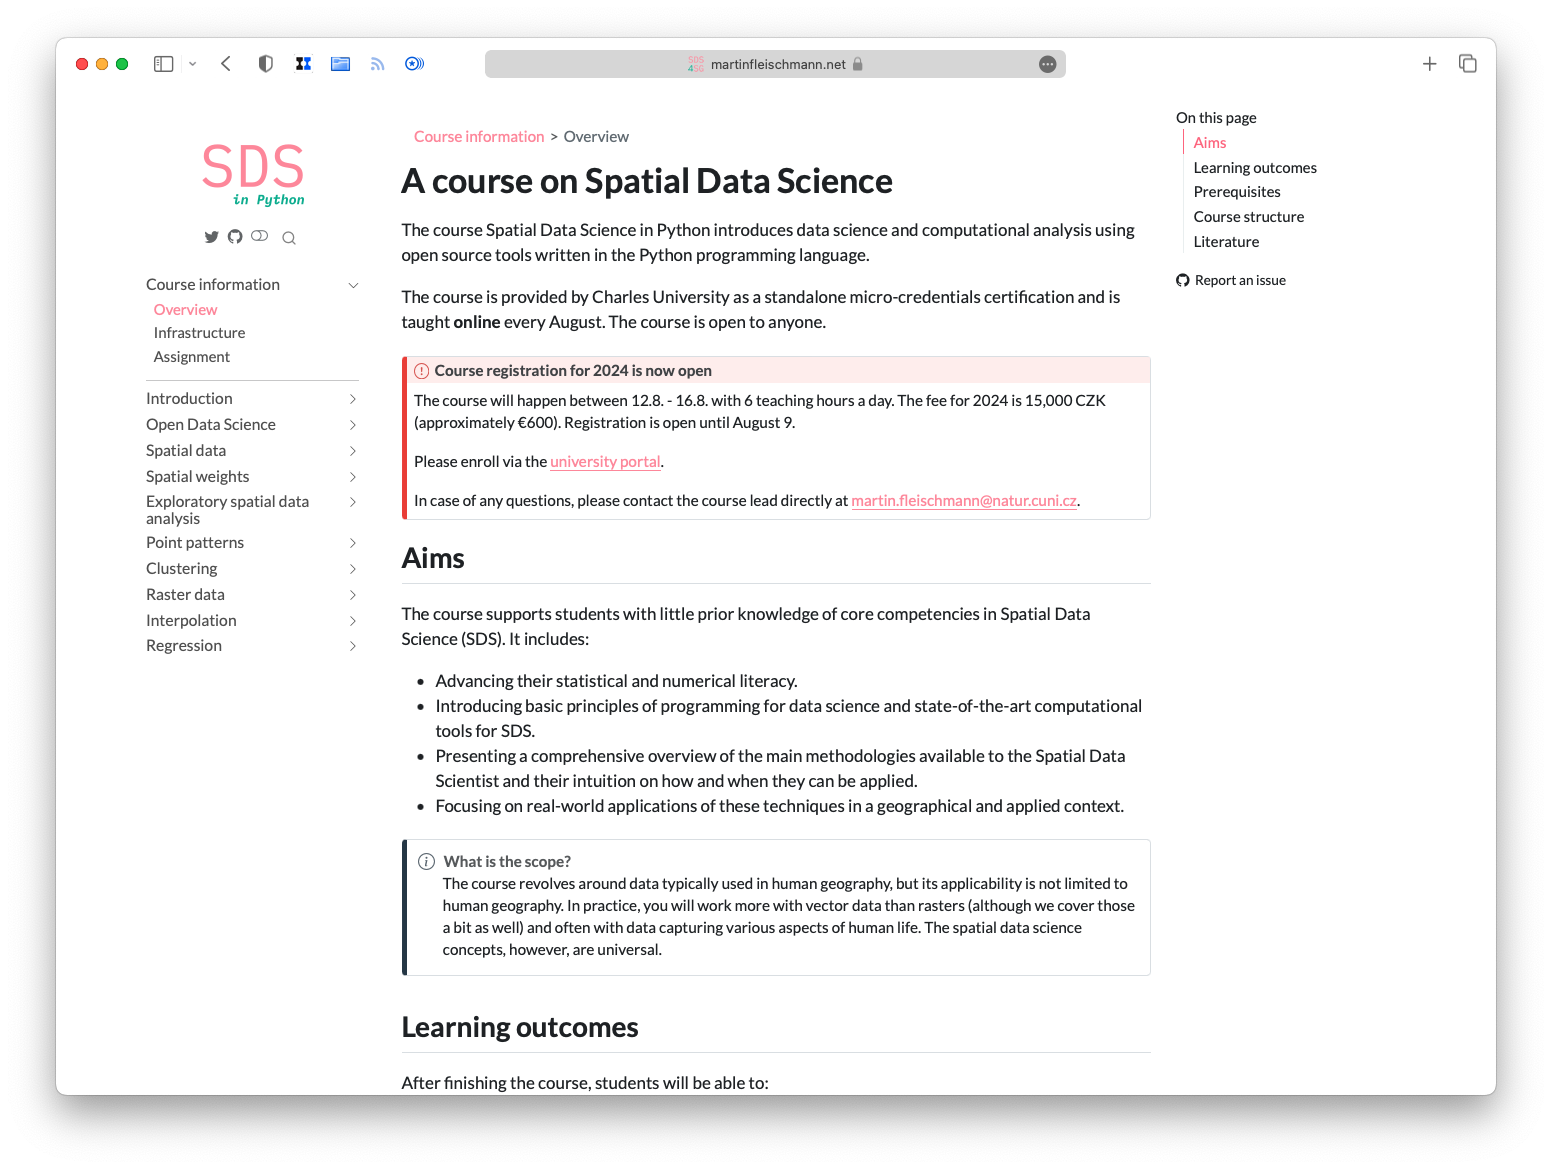 martinfleischmann.net
SDS
in Python
Course information
Overview
Infrastructure
Assignment
Introduction
Open Data Science
Spatial data
Spatial weights
Exploratory spatial data
analysis
Point patterns
Clustering
Raster data
Interpolation
Regression
Course information > Overview
A course on Spatial Data Science
The course Spatial Data Science in Python introduces data science and computational analysis using
open source tools written in the Python programming language.
The course is provided by Charles University as a standalone micro-credentials certification and is
taught online every August. The course is open to anyone.
Course registration for 2024 is now open
The course will happen between 12.8. - 16.8. with 6 teaching hours a day. The fee for 2024 is 15,000 CZK
(approximately €600). Registration is open until August 9.
Please enroll via the university portal.
In case of any questions, please contact the course lead directly at martin.fleischmann@natur.cuni.cz.
Aims
The course supports students with little prior knowledge of core competencies in Spatial Data
Science (SDS). It includes:
• Advancing their statistical and numerical literacy.
• Introducing basic principles of programming for data science and state-of-the-art computational
tools for SDS.
• Presenting a comprehensive overview of the main methodologies available to the Spatial Data
Scientist and their intuition on how and when they can be applied.
• Focusing on real-world applications of these techniques in a geographical and applied context.
What is the scope?
The course revolves around data typically used in human geography, but its applicability is not limited to
human geography. In practice, you will work more with vector data than rasters (although we cover those
a bit as well) and often with data capturing various aspects of human life. The spatial data science
concepts, however, are universal.
Learning outcomes
After finishing the course, students will be able to:
On this page
Aims
Learning outcomes
Prerequisites
Course structure
Literature
Report an issue